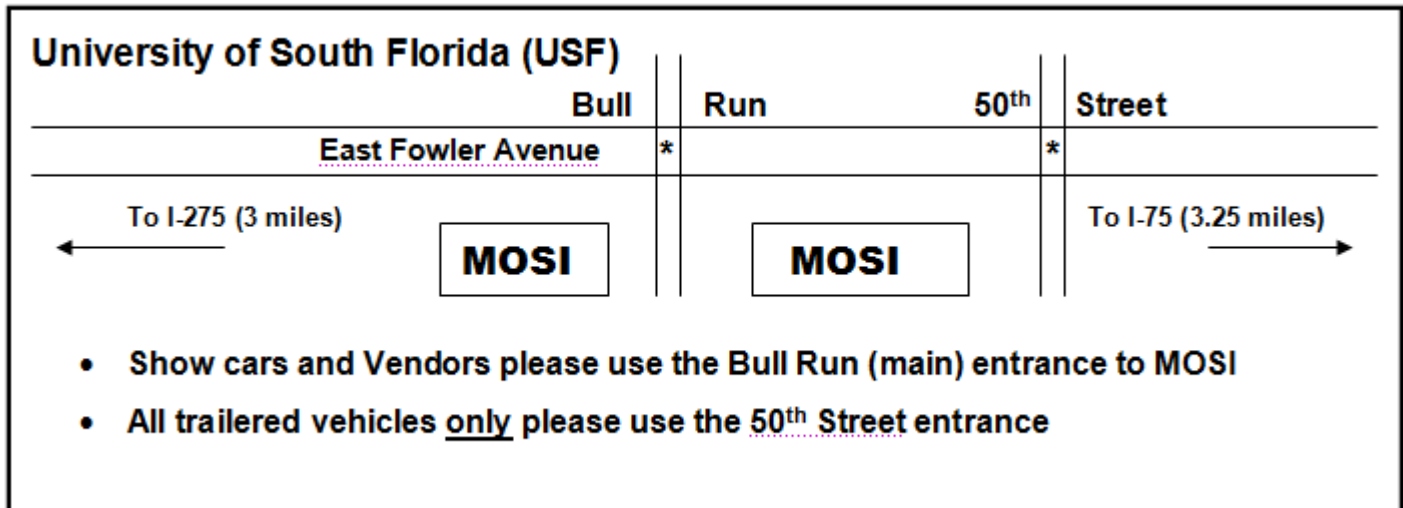 University of South Florida (USF)
Bull Run 50th Street
East Fowler Avenue * *
To I-275 (3 miles) To I-75 (3.25 miles)
MOSI MOSI
• Show cars and Vendors please use the Bull Run (main) entrance to MOSI
• All trailered vehicles only please use the 50th Street entrance